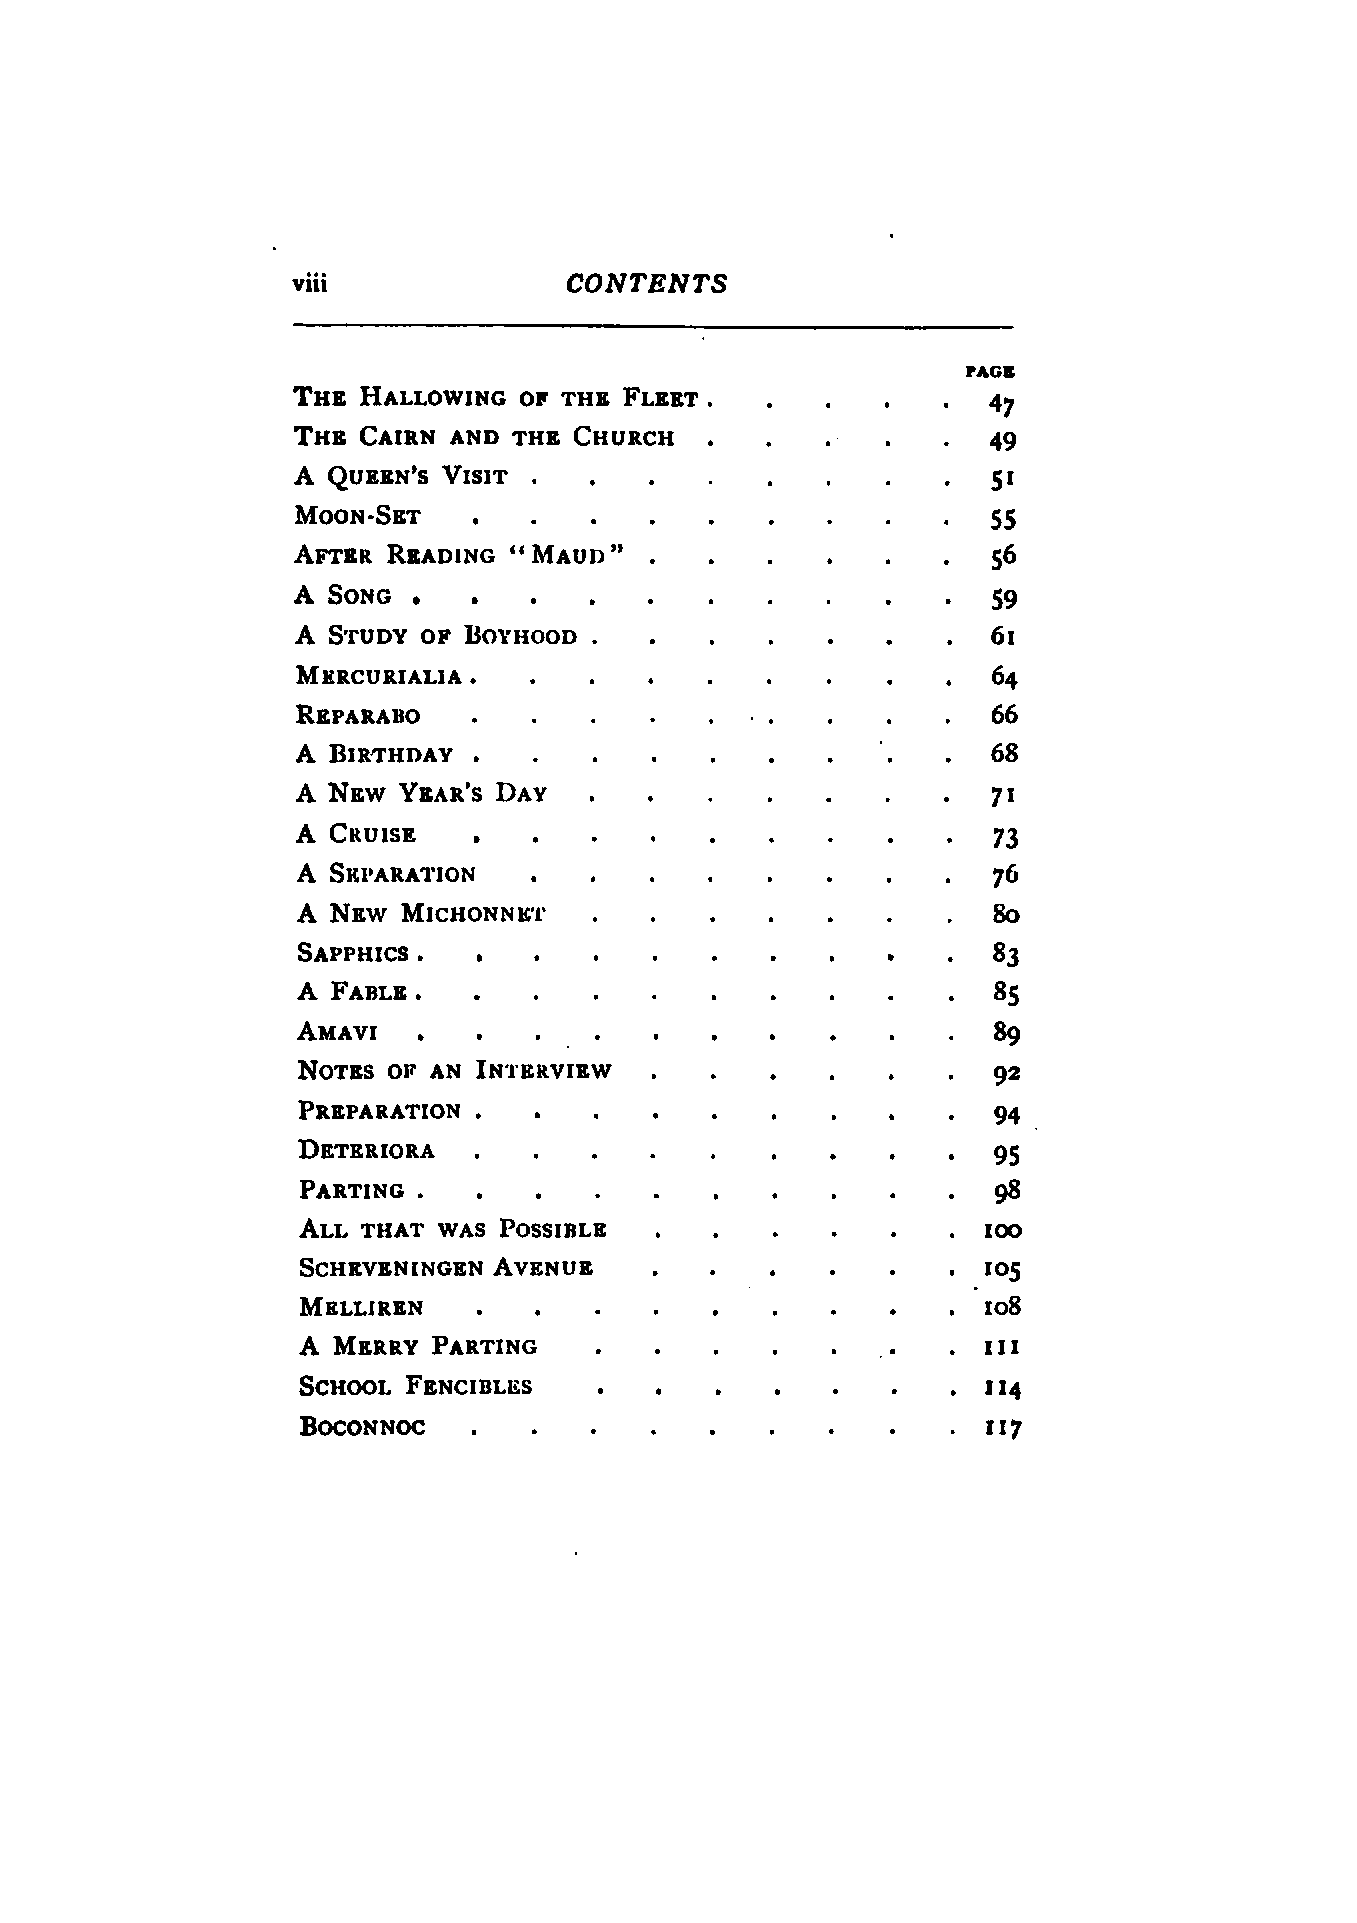 viii CONTENTS
PAGE
The Hallowing of the Fleet . . . . . 47
The Cairn and the Church . . . . . 49
A Queen's Visit . . . . . . . . 51
Moon-Set . . . . . . . . . 55
After Reading "Maud" . . . . . . 56
A Song . . . . . . . . . . 59
A Study of Boyhood . . . . . . . 61
Mercurialia . . . . . . . . . 64
Reparabo . . . . . . . . . 66
A Birthday . . . . . . . . . 68
A New Year's Day . . . . . . . 71
A Cruise . . . . . . . . . 73
A Separation . . . . . . . . 76
A New Michonnet . . . . . . . 80
Sapphics . . . . . . . . . . 83
A Fable . . . . . . . . . . 85
Amavi . . . . . . . . . . 89
Notes of an Interview . . . . . . 92
Preparation . . . . . . . . . 94
Deteriora . . . . . . . . . 95
Parting . . . . . . . . . . 98
All that was Possible . . . . . . 100
Scheveningen Avenue . . . . . . 105
Melliren . . . . . . . . . 108
A Merry Parting . . . . . . . 111
School Fencibles . . . . . . . 114
Boconnoc . . . . . . . . . 117